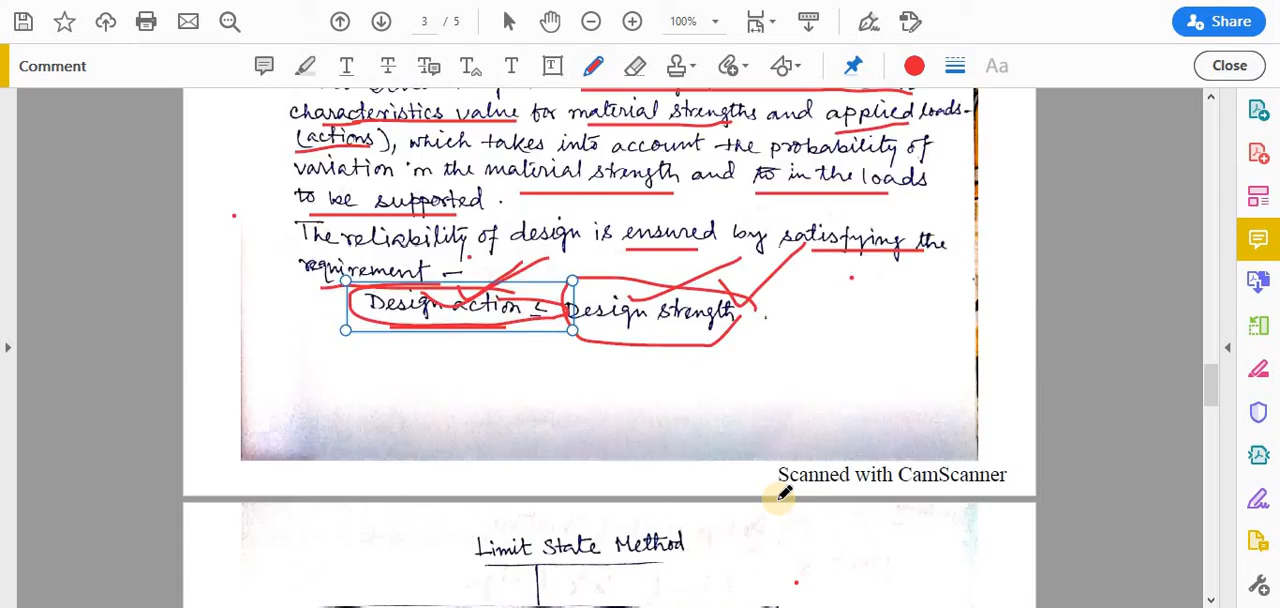 3 / 5
100%
Share
Comment
T T T T Aa
Close
characteristics value for material strengths and applied loads-
(actions), which takes into account the probability of
variation in the material strength and to in the loads
to be supported.
The reliability of design is ensured by satisfying the
requirement -
Design action ≤ Design strength.
Scanned with CamScanner
Limit State Method